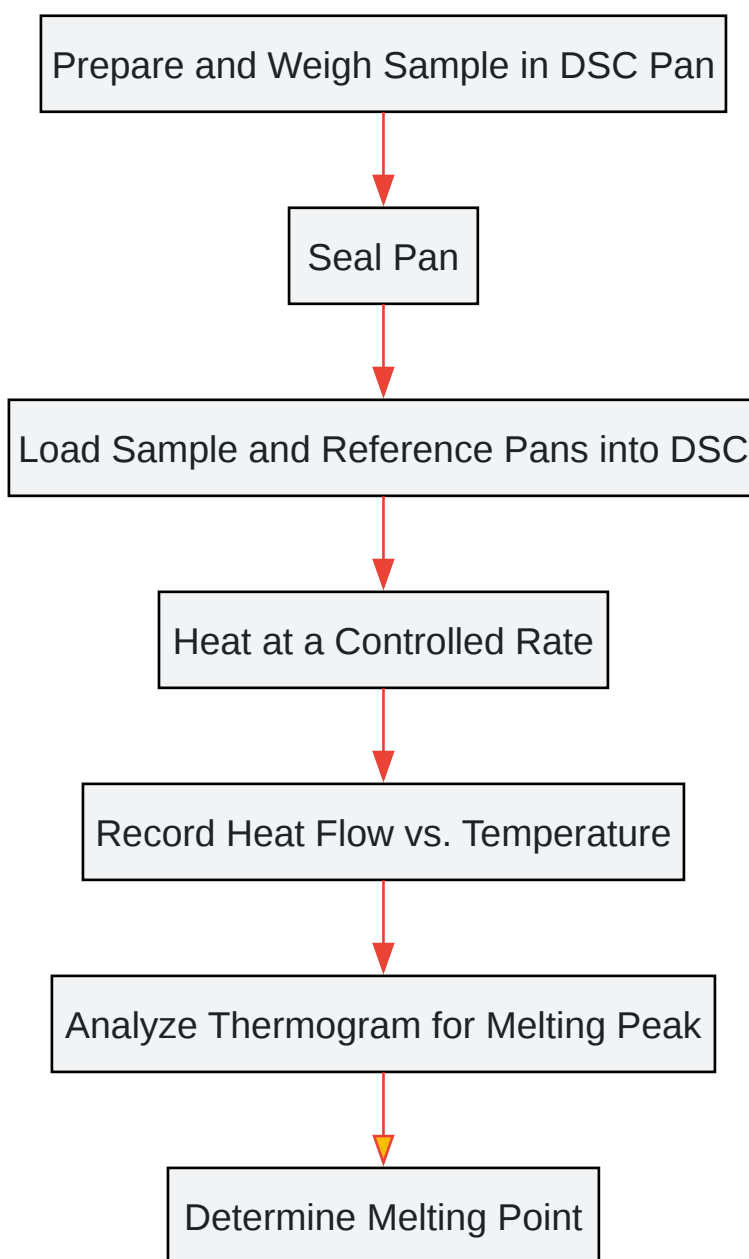 Prepare and Weigh Sample in DSC Pan
Seal Pan
Load Sample and Reference Pans into DSC
Heat at a Controlled Rate
Record Heat Flow vs. Temperature
Analyze Thermogram for Melting Peak
Determine Melting Point